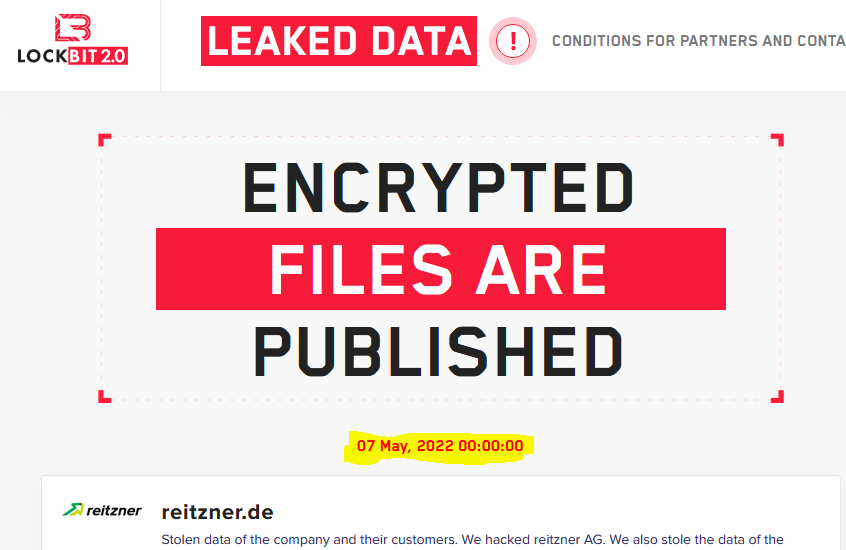 LOCKBIT 2.0
LEAKED DATA
!
CONDITIONS FOR PARTNERS AND CONTA
ENCRYPTED
FILES ARE
PUBLISHED
07 May, 2022 00:00:00
reitzner
reitzner.de
Stolen data of the company and their customers. We hacked reitzner AG. We also stole the data of the